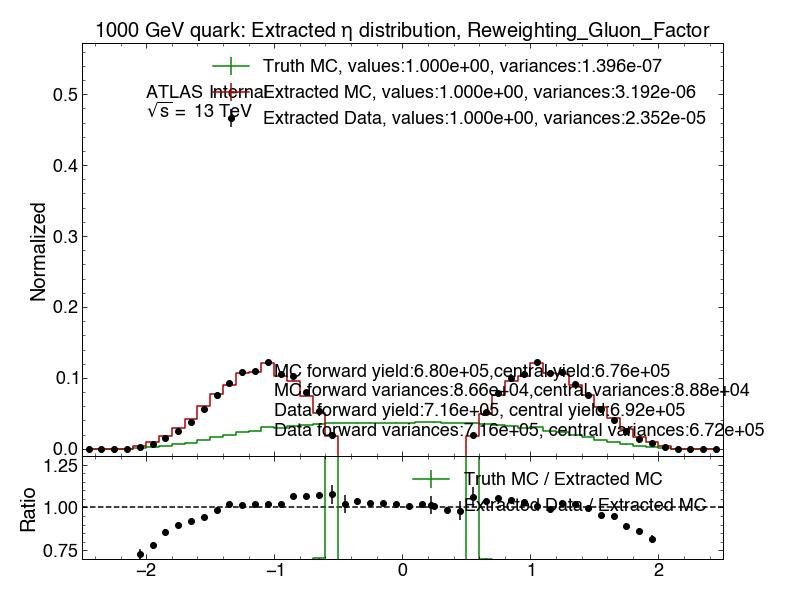 1000 GeV quark: Extracted η distribution, Reweighting_Gluon_Factor
Truth MC, values:1.000e+00, variances:1.396e-07
ATLAS Internal
Extracted MC, values:1.000e+00, variances:3.192e-06
√s = 13 TeV
Extracted Data, values:1.000e+00, variances:2.352e-05
0.5
0.4
0.3
0.2
0.1
0.0
Normalized
MC forward yield:6.80e+05,central yield:6.76e+05
MC forward variances:8.66e+04,central variances:8.88e+04
Data forward yield:7.16e+05, central yield:6.92e+05
Data forward variances:7.16e+05, central variances:6.72e+05
1.25
1.00
0.75
Ratio
Truth MC / Extracted MC
Extracted Data / Extracted MC
−2 −1 0 1 2